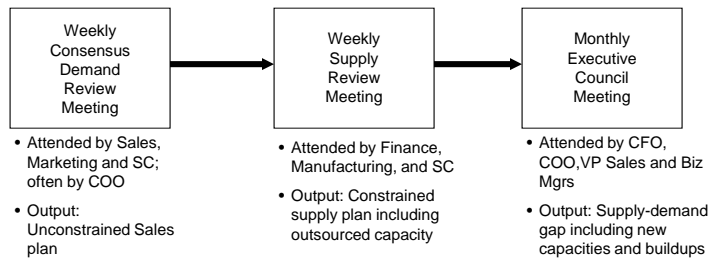 Weekly
Consensus
Demand
Review
Meeting
Weekly
Supply
Review
Meeting
Monthly
Executive
Council
Meeting
• Attended by Sales,
Marketing and SC;
often by COO
• Output:
Unconstrained Sales
plan
• Attended by Finance,
Manufacturing, and SC
• Output: Constrained
supply plan including
outsourced capacity
• Attended by CFO,
COO,VP Sales and Biz
Mgrs
• Output: Supply-demand
gap including new
capacities and buildups